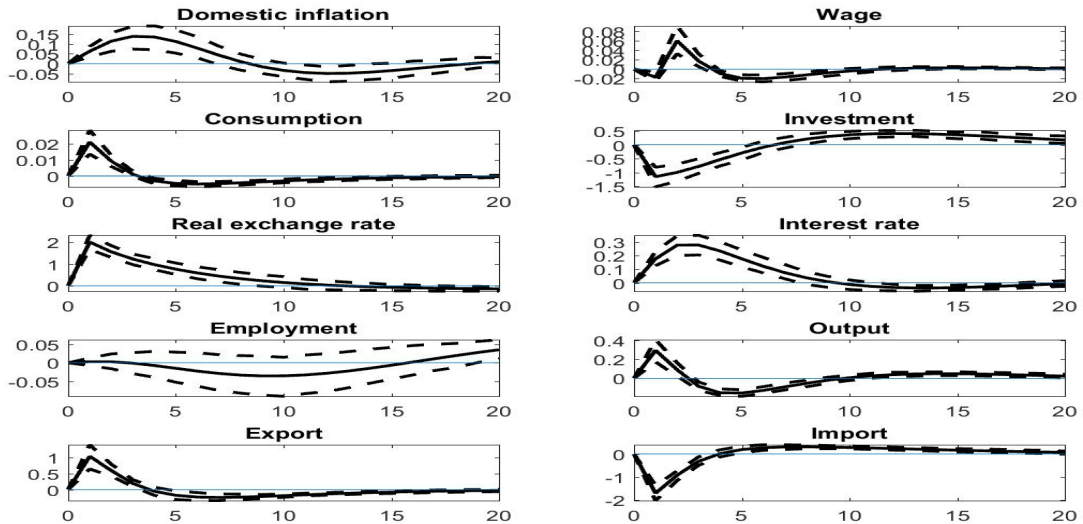 Domestic inflation
0.15
0.1
0.05
0
-0.05
0 5 10 15 20
Wage
0.08
0.06
0.04
0.02
0
-0.02
0 5 10 15 20
Consumption
0.02
0.01
0
0 5 10 15 20
Investment
0.5
0
-0.5
-1
-1.5
0 5 10 15 20
Real exchange rate
2
1
0
0 5 10 15 20
Interest rate
0.3
0.2
0.1
0
0 5 10 15 20
Employment
0.05
0
-0.05
0 5 10 15 20
Output
0.4
0.2
0
0 5 10 15 20
Export
1
0.5
0
0 5 10 15 20
Import
0
-1
-2
0 5 10 15 20